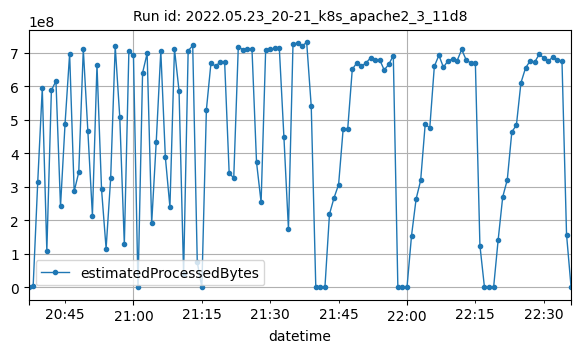 Run id: 2022.05.23_20-21_k8s_apache2_3_11d8
1e8
7
6
5
4
3
2
1
0
estimatedProcessedBytes
20:45 21:00 21:15 21:30 21:45 22:00 22:15 22:30
datetime